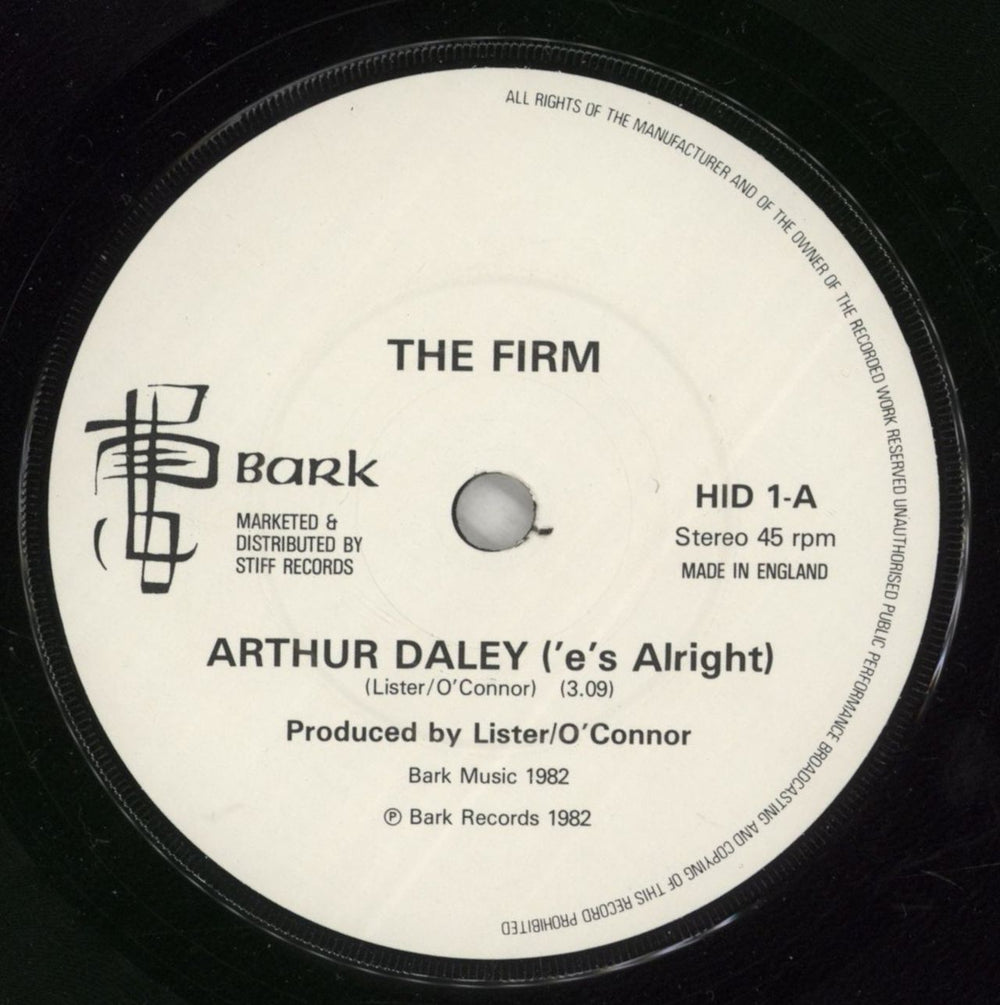 ALL RIGHTS OF THE MANUFACTURER AND OF THE OWNER OF THE RECORDED WORK RESERVED UNAUTHORISED PUBLIC PERFORMANCE BROADCASTING AND COPYING OF THIS RECORD PROHIBITED
THE FIRM
Bark
MARKETED &
DISTRIBUTED BY
STIFF RECORDS
HID 1-A
Stereo 45 rpm
MADE IN ENGLAND
ARTHUR DALEY ('e's Alright)
(Lister/O'Connor) (3.09)
Produced by Lister/O'Connor
Bark Music 1982
℗ Bark Records 1982